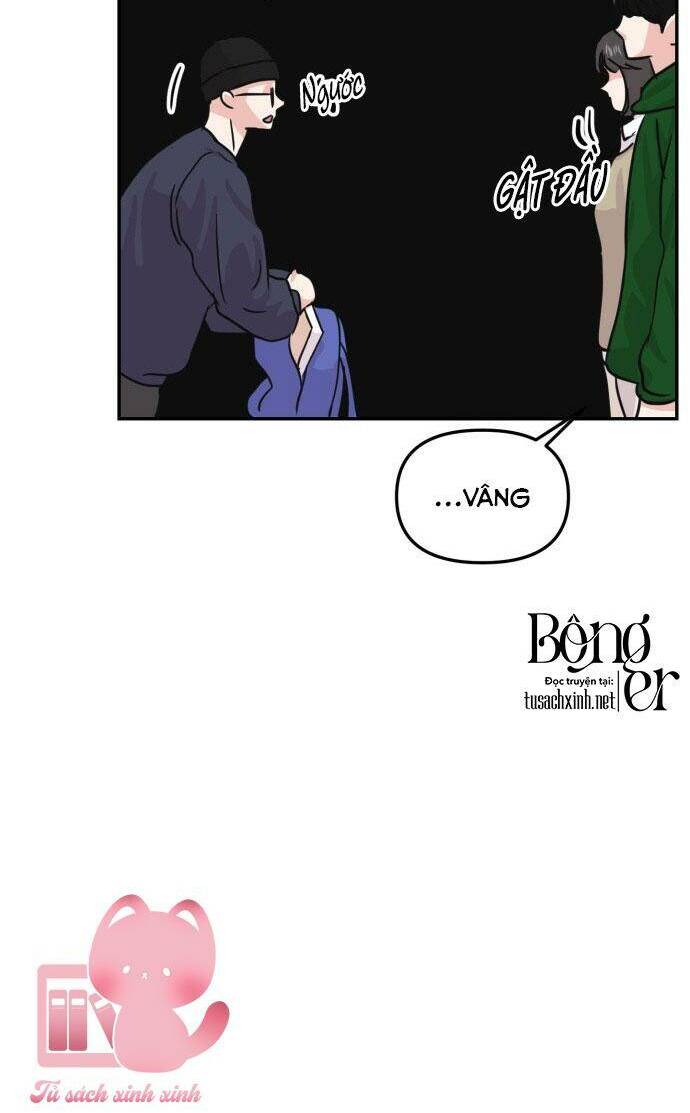 Ngước
GẬT ĐẦU
...VÂNG
Bông
er
Đọc truyện tại:
tusachxinh.net
Tủ sách xinh xinh